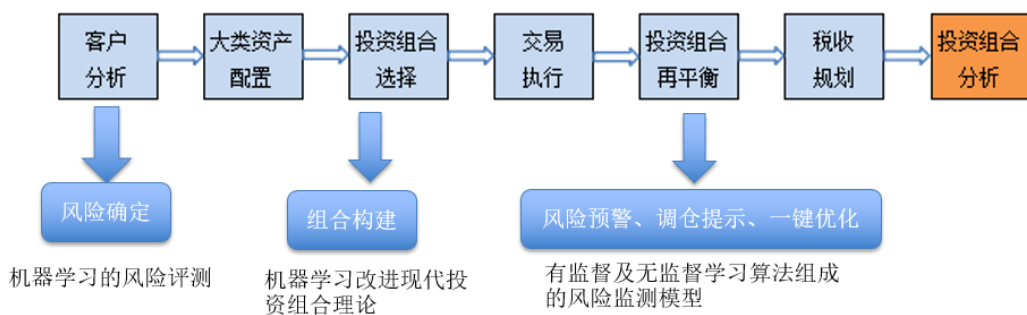 客户
分析
大类资产
配置
投资组合
选择
交易
执行
投资组合
再平衡
税收
规划
投资组合
分析
风险确定
组合构建
风险预警、调仓提示、一键优化
机器学习的风险评测
机器学习改进现代投
资组合理论
有监督及无监督学习算法组成
的风险监测模型